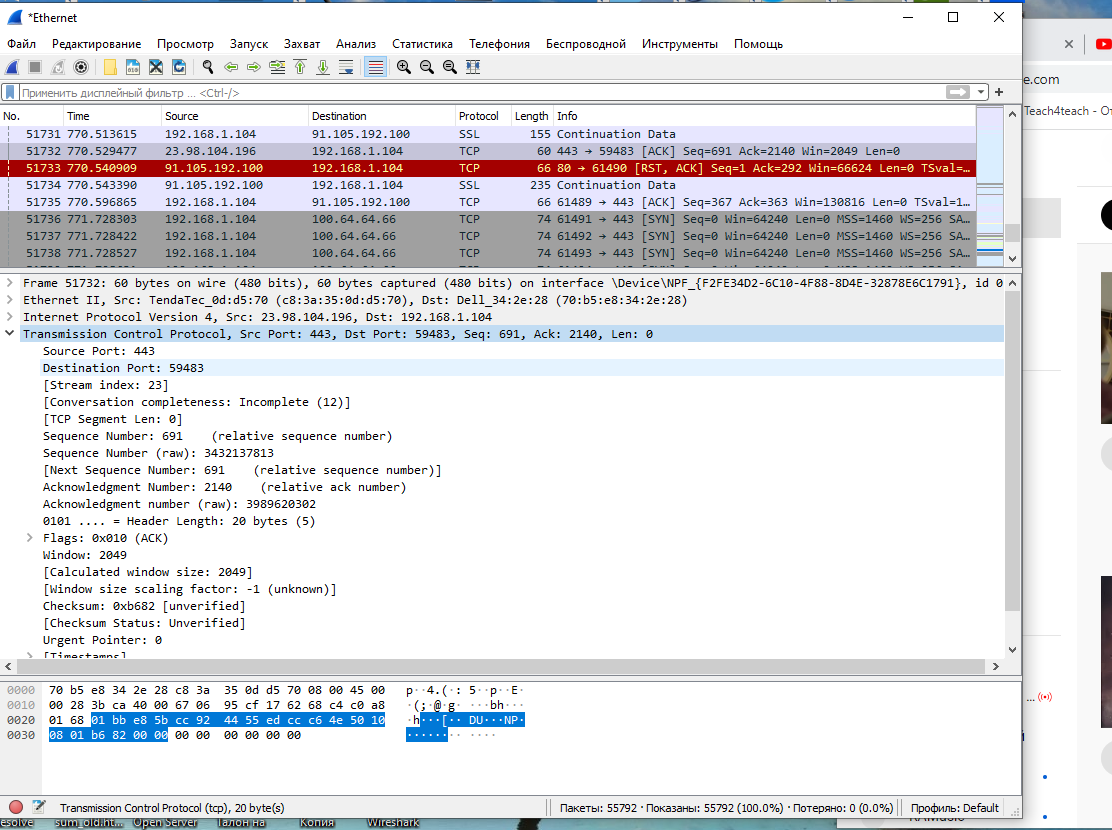 *Ethernet
Файл Редактирование Просмотр Запуск Захват Анализ Статистика Телефония Беспроводной Инструменты Помощь
Применить дисплейный фильтр ... <Ctrl-/>
e.com
Teach4teach - От
No. Time Source Destination Protocol Length Info
51731 770.513615 192.168.1.104 91.105.192.100 SSL 155 Continuation Data
51732 770.529477 23.98.104.196 192.168.1.104 TCP 60 443 → 59483 [ACK] Seq=691 Ack=2140 Win=2049 Len=0
51733 770.540909 91.105.192.100 192.168.1.104 TCP 66 80 → 61490 [RST, ACK] Seq=1 Ack=292 Win=66624 Len=0 TSval=…
51734 770.543390 91.105.192.100 192.168.1.104 SSL 235 Continuation Data
51735 770.596865 192.168.1.104 91.105.192.100 TCP 66 61489 → 443 [ACK] Seq=367 Ack=363 Win=130816 Len=0 TSval=1…
51736 771.728303 192.168.1.104 100.64.64.66 TCP 74 61491 → 443 [SYN] Seq=0 Win=64240 Len=0 MSS=1460 WS=256 SA…
51737 771.728422 192.168.1.104 100.64.64.66 TCP 74 61492 → 443 [SYN] Seq=0 Win=64240 Len=0 MSS=1460 WS=256 SA…
51738 771.728527 192.168.1.104 100.64.64.66 TCP 74 61493 → 443 [SYN] Seq=0 Win=64240 Len=0 MSS=1460 WS=256 SA…
Frame 51732: 60 bytes on wire (480 bits), 60 bytes captured (480 bits) on interface \Device\NPF_{F2FE34D2-6C10-4F88-8D4E-32878E6C1791}, id 0
Ethernet II, Src: TendaTec_0d:d5:70 (c8:3a:35:0d:d5:70), Dst: Dell_34:2e:28 (70:b5:e8:34:2e:28)
Internet Protocol Version 4, Src: 23.98.104.196, Dst: 192.168.1.104
Transmission Control Protocol, Src Port: 443, Dst Port: 59483, Seq: 691, Ack: 2140, Len: 0
Source Port: 443
Destination Port: 59483
[Stream index: 23]
[Conversation completeness: Incomplete (12)]
[TCP Segment Len: 0]
Sequence Number: 691 (relative sequence number)
Sequence Number (raw): 3432137813
[Next Sequence Number: 691 (relative sequence number)]
Acknowledgment Number: 2140 (relative ack number)
Acknowledgment number (raw): 3989620302
0101 .... = Header Length: 20 bytes (5)
Flags: 0x010 (ACK)
Window: 2049
[Calculated window size: 2049]
[Window size scaling factor: -1 (unknown)]
Checksum: 0xb682 [unverified]
[Checksum Status: Unverified]
Urgent Pointer: 0
[Timestamps]
0000 70 b5 e8 34 2e 28 c8 3a 35 0d d5 70 08 00 45 00 p··4.(·: 5··p··E·
0010 00 28 3b ca 40 00 67 06 95 cf 17 62 68 c4 c0 a8 ·(;·@·g· ···bh···
0020 01 68 01 bb e8 5b cc 92 44 55 ed cc c6 4e 50 10 ·h···[·· DU···NP·
0030 08 01 b6 82 00 00 00 00 00 00 00 00 ········ ····
Transmission Control Protocol (tcp), 20 byte(s) Пакеты: 55792 · Показаны: 55792 (100.0%) · Потеряно: 0 (0.0%) Профиль: Default
esolve sum_old.ht... Open Server Талон на Копия Wireshark